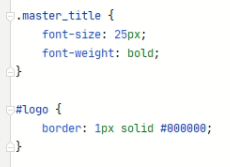 .master_title {
    font-size: 25px;
    font-weight: bold;
}

#logo {
    border: 1px solid #000000;
}